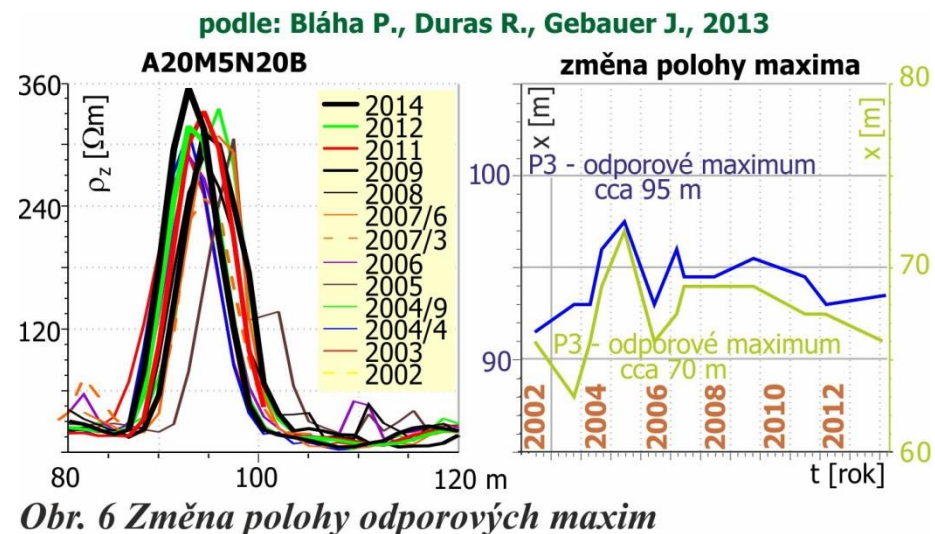 podle: Bláha P., Duras R., Gebauer J., 2013
A20M5N20B
360
240
120
ρz [Ωm]
2014
2012
2011
2009
2008
2007/6
2007/3
2006
2005
2004/9
2004/4
2003
2002
80
100
120 m
změna polohy maxima
100
90
x [m]
80
70
60
x [m]
P3 - odporové maximum
cca 95 m
P3 - odporové maximum
cca 70 m
2002
2004
2006
2008
2010
2012
t [rok]
Obr. 6 Změna polohy odporových maxim